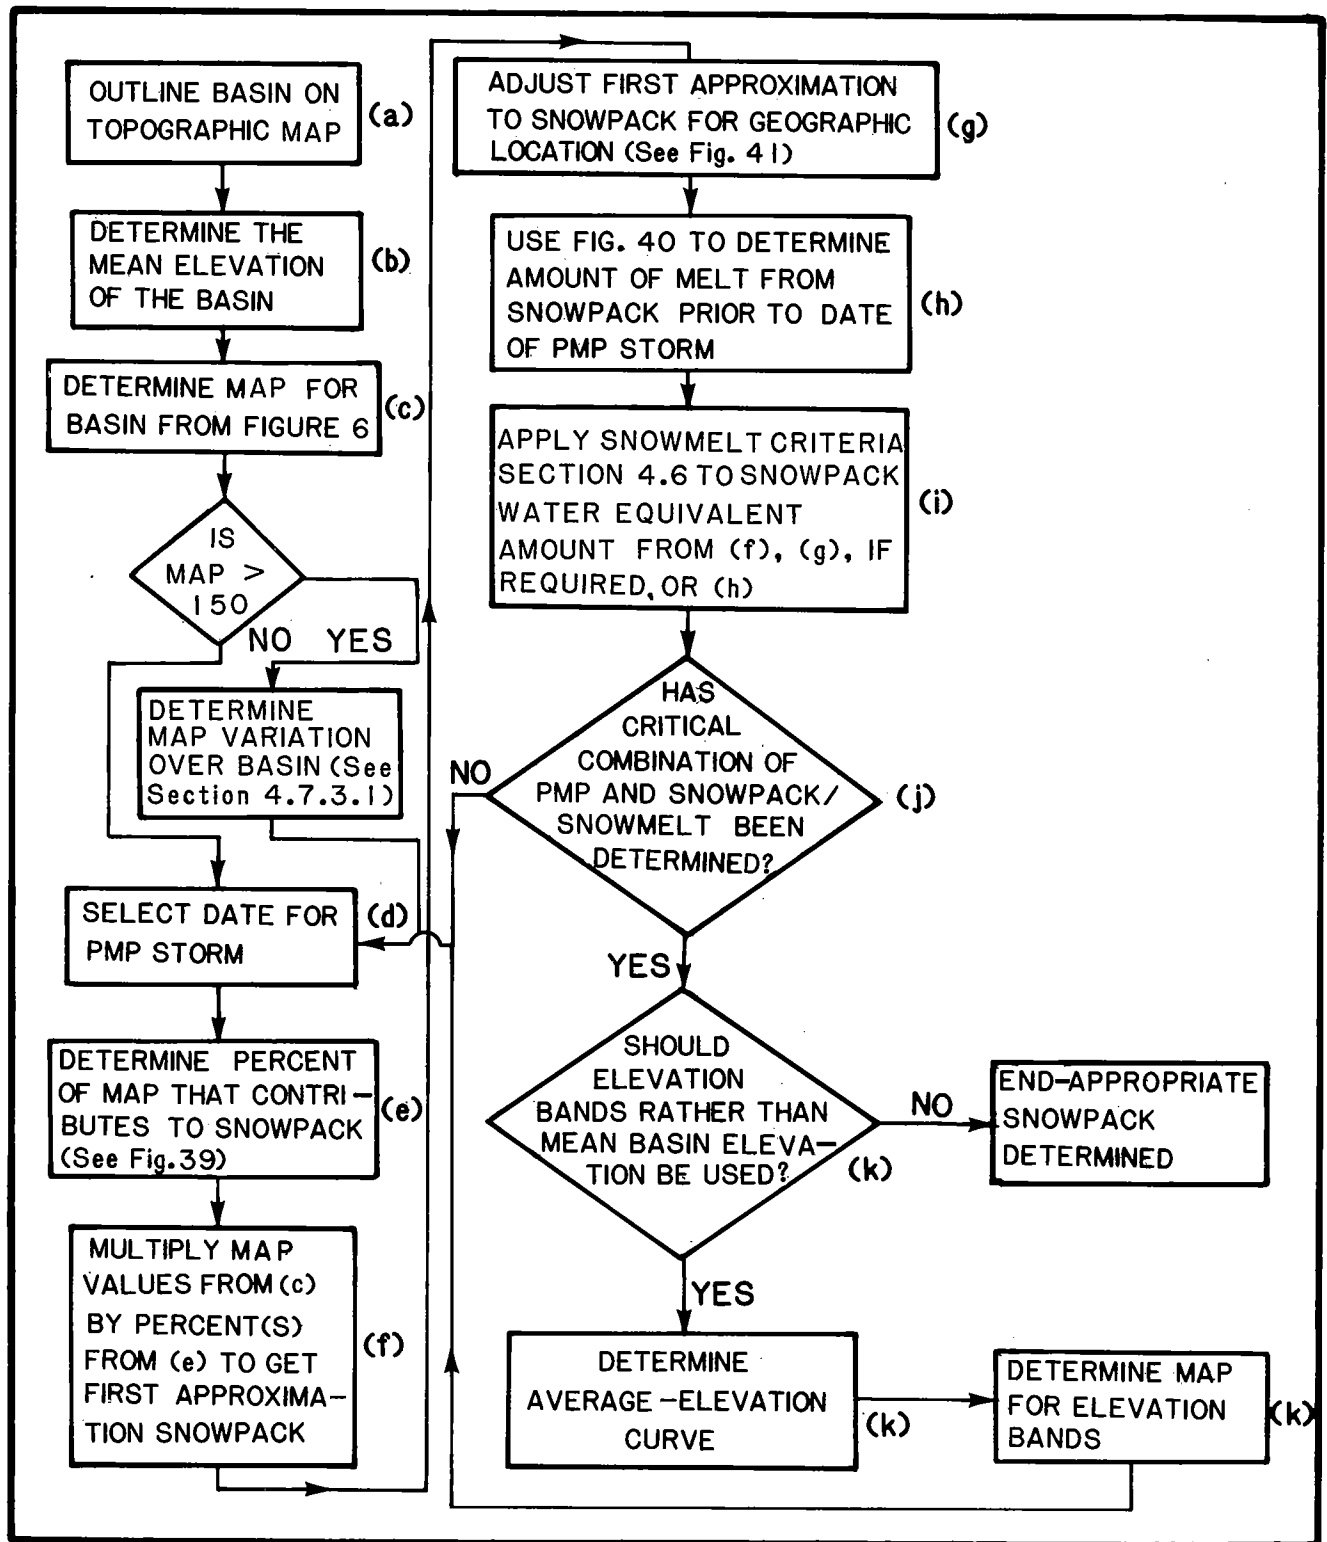 OUTLINE BASIN ON
TOPOGRAPHIC MAP
(a)
DETERMINE THE
MEAN ELEVATION
OF THE BASIN
(b)
DETERMINE MAP FOR
BASIN FROM FIGURE 6
(c)
IS
MAP >
150
NO YES
DETERMINE
MAP VARIATION
OVER BASIN (See
Section 4.7.3.1)
SELECT DATE FOR
PMP STORM
(d)
DETERMINE PERCENT
OF MAP THAT CONTRI-
BUTES TO SNOWPACK
(See Fig.39)
(e)
MULTIPLY MAP
VALUES FROM (c)
BY PERCENT(S)
FROM (e) TO GET
FIRST APPROXIMA-
TION SNOWPACK
(f)
ADJUST FIRST APPROXIMATION
TO SNOWPACK FOR GEOGRAPHIC
LOCATION (See Fig. 41)
(g)
USE FIG. 40 TO DETERMINE
AMOUNT OF MELT FROM
SNOWPACK PRIOR TO DATE
OF PMP STORM
(h)
APPLY SNOWMELT CRITERIA
SECTION 4.6 TO SNOWPACK
WATER EQUIVALENT
AMOUNT FROM (f), (g), IF
REQUIRED, OR (h)
(i)
HAS
CRITICAL
COMBINATION OF
PMP AND SNOWPACK/
SNOWMELT BEEN
DETERMINED?
(j)
NO
YES
SHOULD
ELEVATION
BANDS RATHER THAN
MEAN BASIN ELEVA-
TION BE USED?
(k)
NO
END-APPROPRIATE
SNOWPACK
DETERMINED
YES
DETERMINE
AVERAGE-ELEVATION
CURVE
(k)
DETERMINE MAP
FOR ELEVATION
BANDS
(k)